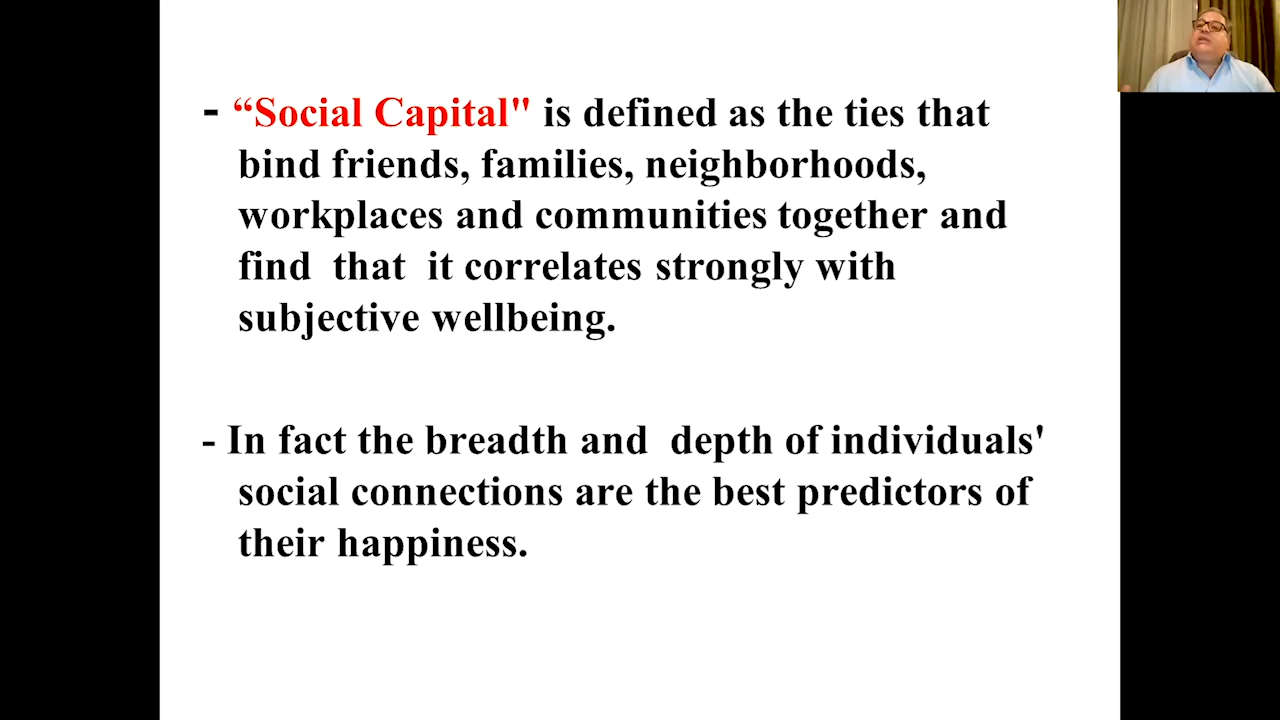 - “Social Capital" is defined as the ties that
bind friends, families, neighborhoods,
workplaces and communities together and
find that it correlates strongly with
subjective wellbeing.
- In fact the breadth and depth of individuals'
social connections are the best predictors of
their happiness.